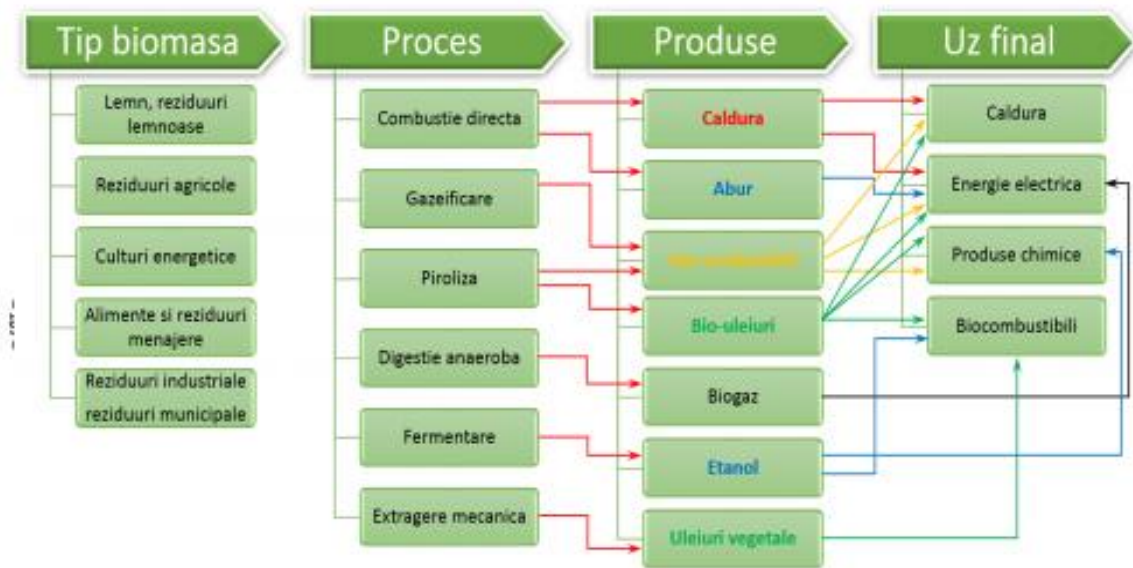 Tip biomasa
Lemn, reziduuri
lemnoase
Reziduuri agricole
Culturi energetice
Alimente si reziduuri
menajere
Reziduuri industriale
reziduuri municipale
Proces
Combustie directa
Gazeificare
Piroliza
Digestie anaeroba
Fermentare
Extragere mecanica
Produse
Caldura
Abur
Bio-uleiuri
Biogaz
Etanol
Uleiuri vegetale
Uz final
Caldura
Energie electrica
Produse chimice
Biocombustibili